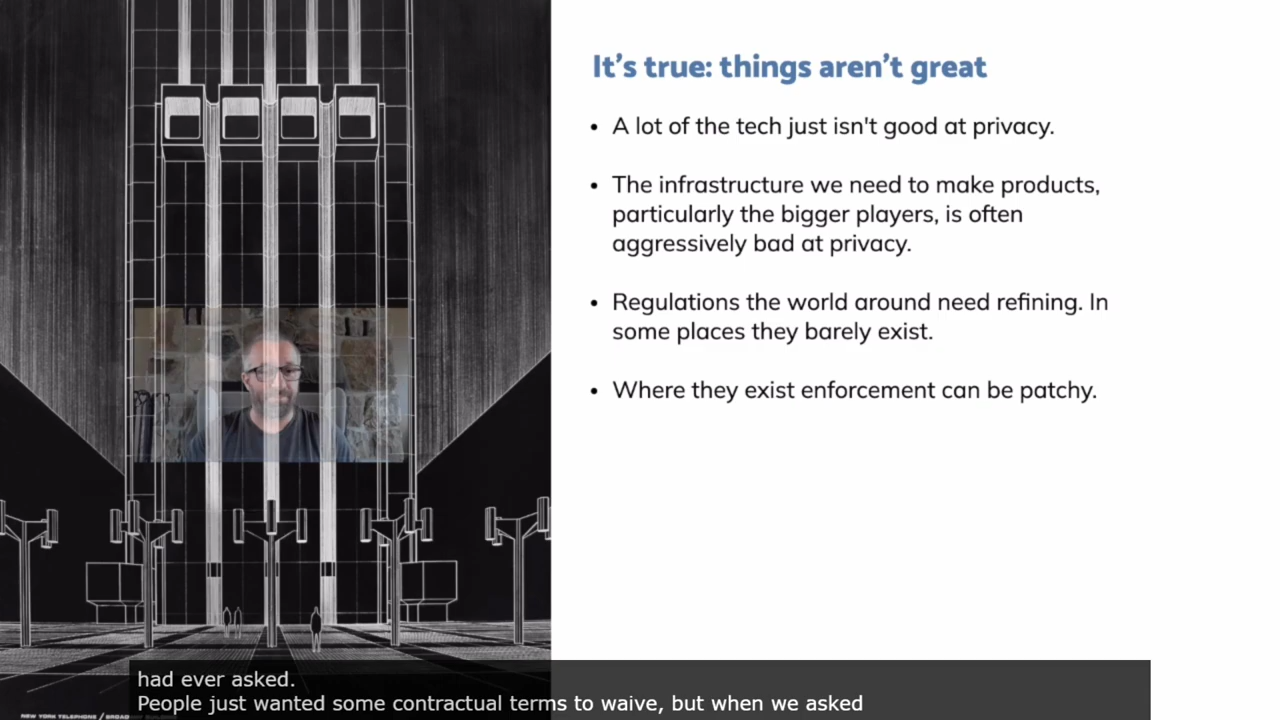 It's true: things aren't great
• A lot of the tech just isn't good at privacy.
• The infrastructure we need to make products,
particularly the bigger players, is often
aggressively bad at privacy.
• Regulations the world around need refining. In
some places they barely exist.
• Where they exist enforcement can be patchy.
had ever asked.
People just wanted some contractual terms to waive, but when we asked
NEW YORK TELEPHONE / BROAD